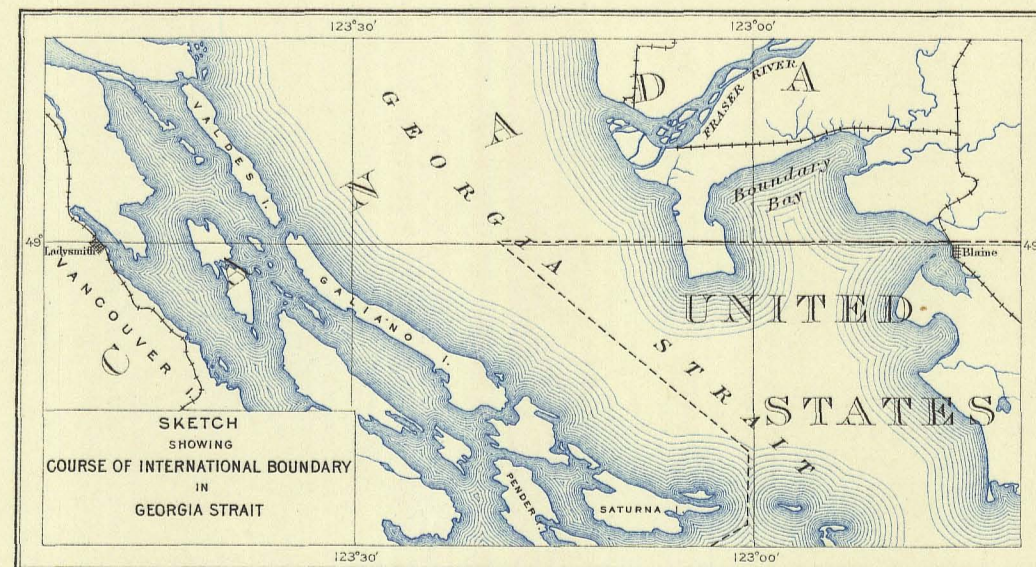 123°30′ 123°00′
CANADA
FRASER RIVER
VALDES I.
GEORGIA STRAIT
Boundary
Bay
49° 49
Ladysmith
Blaine
VANCOUVER I.
GALIANO I.
UNITED
STATES
SKETCH
SHOWING
COURSE OF INTERNATIONAL BOUNDARY
IN
GEORGIA STRAIT
PENDER I.
SATURNA I.
123°30′ 123°00′